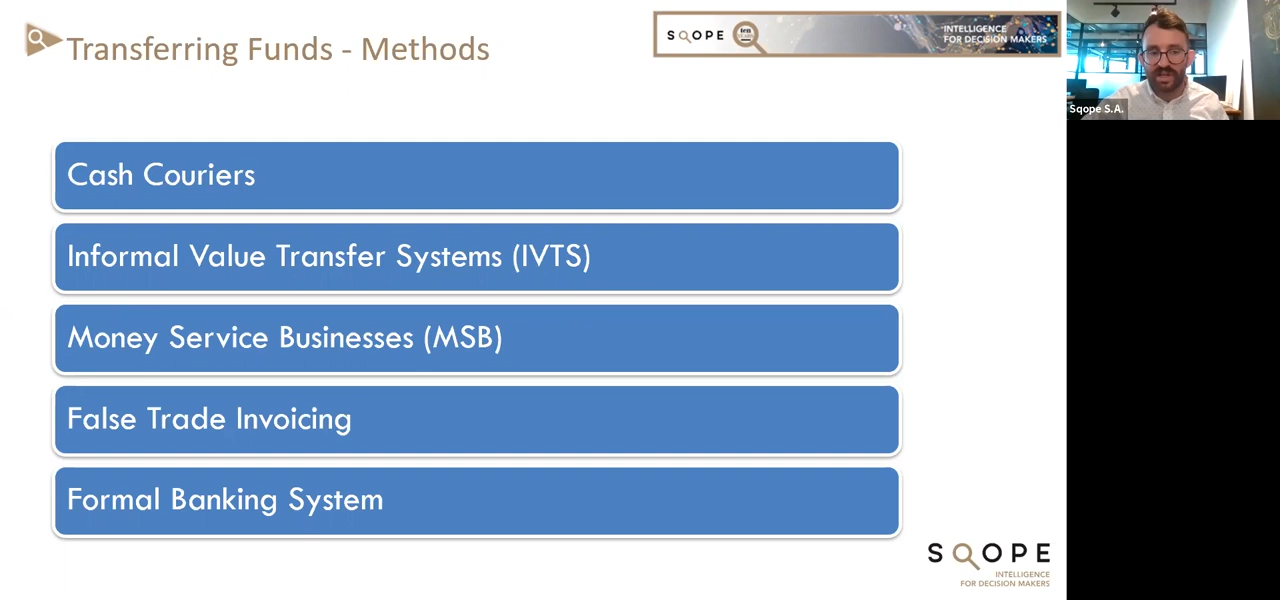 Transferring Funds - Methods
SQOPE
INTELLIGENCE
FOR DECISION MAKERS
Sqope S.A.
Cash Couriers
Informal Value Transfer Systems (IVTS)
Money Service Businesses (MSB)
False Trade Invoicing
Formal Banking System
SQOPE
INTELLIGENCE
FOR DECISION MAKERS